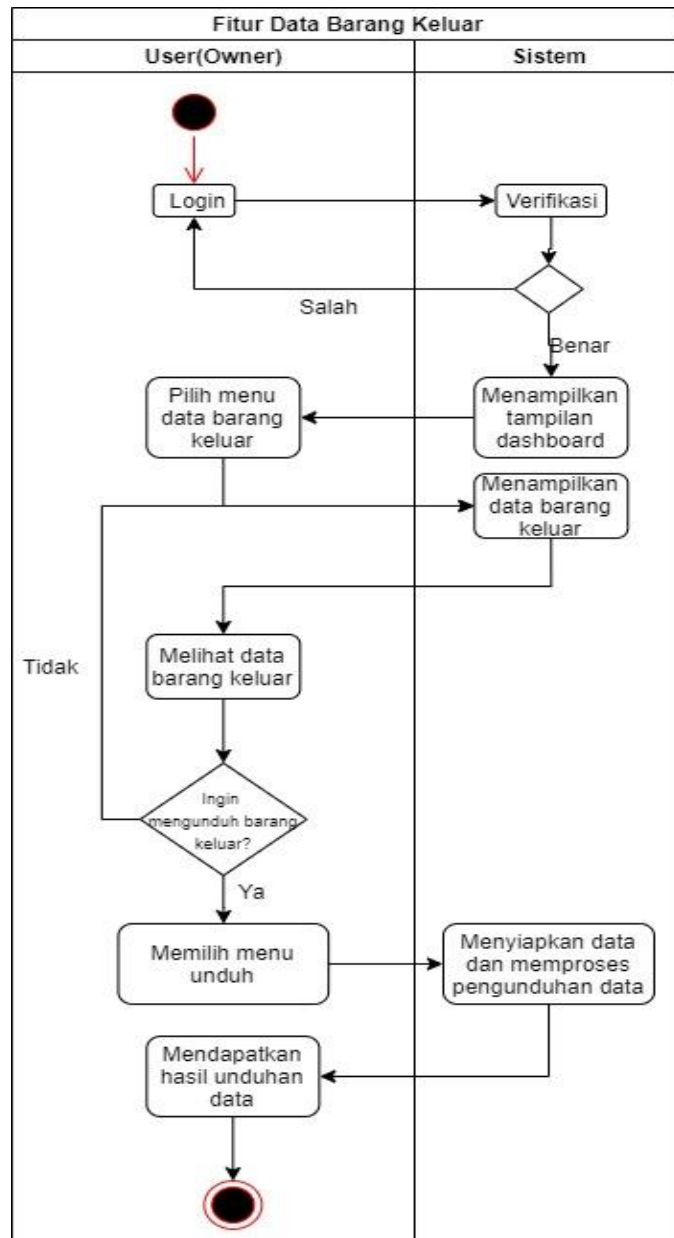 Fitur Data Barang Keluar
User(Owner)
Sistem
Login
Verifikasi
Salah
Benar
Pilih menu
data barang
keluar
Menampilkan
tampilan
dashboard
Menampilkan
data barang
keluar
Melihat data
barang keluar
Tidak
Ingin
mengunduh barang
keluar?
Ya
Memilih menu
unduh
Menyiapkan data
dan memproses
pengunduhan data
Mendapatkan
hasil unduhan
data